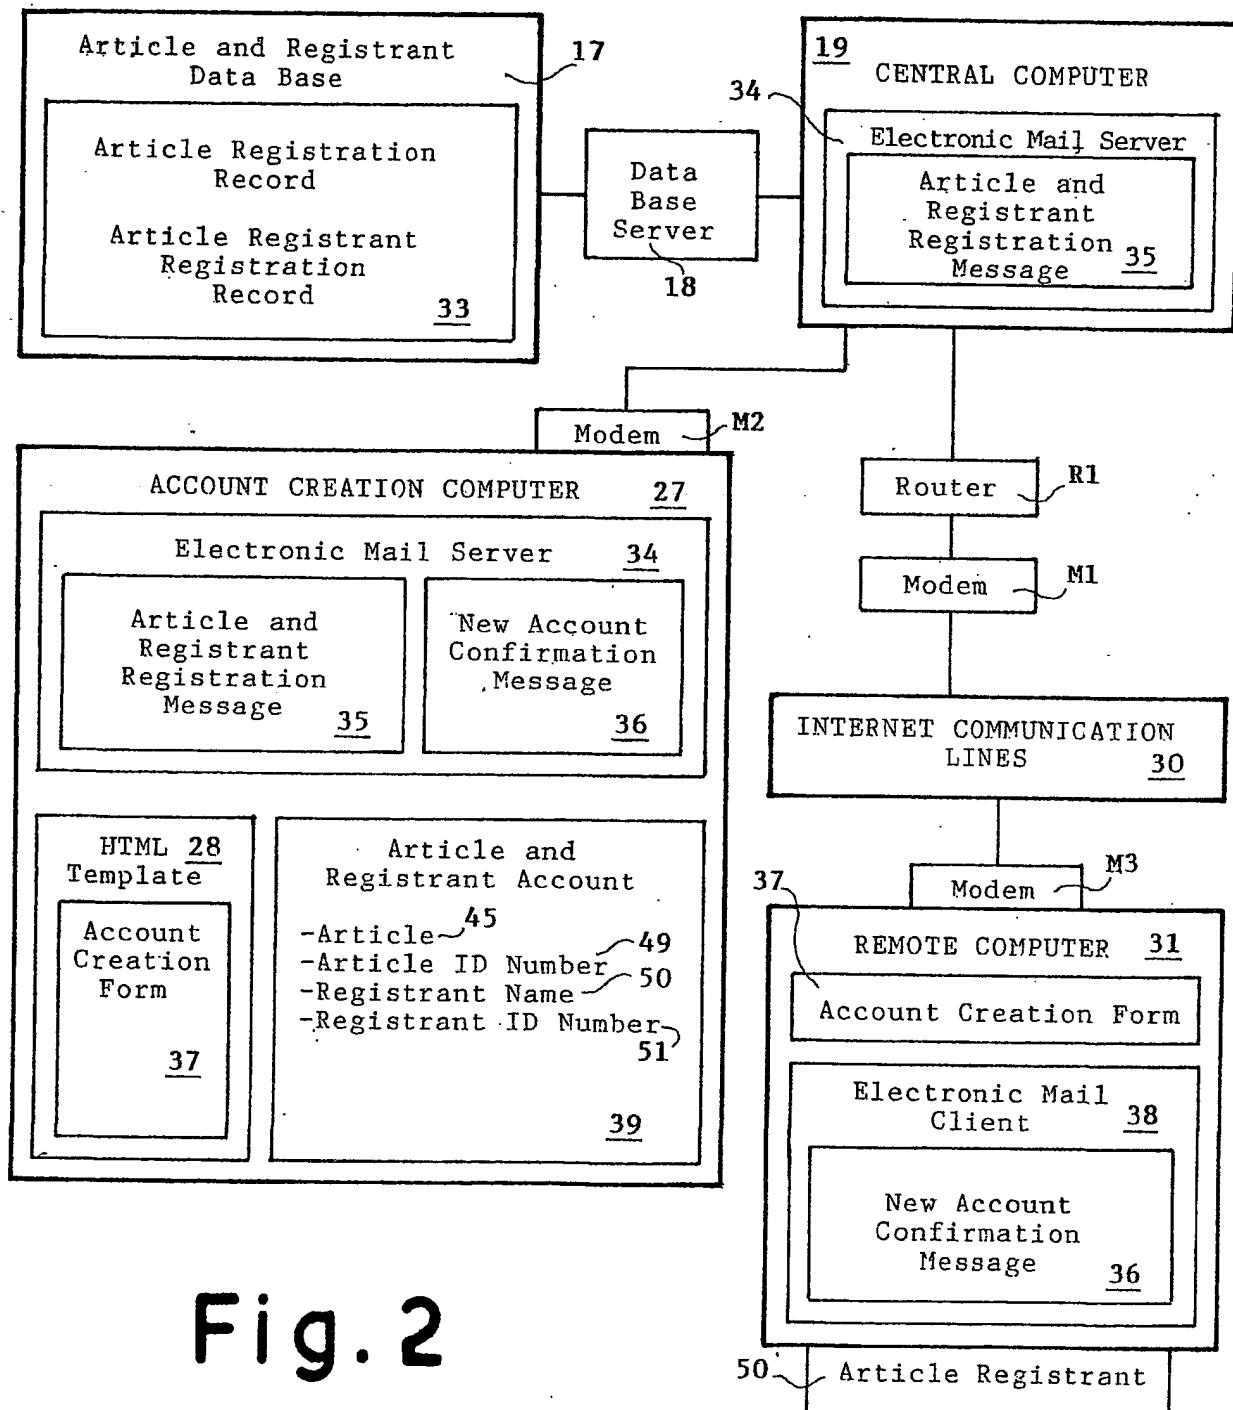 Article and Registrant
Data Base
17
Article Registration
Record
Article Registrant
Registration
Record
33
Data
Base
Server
18
19
CENTRAL COMPUTER
34
Electronic Mail Server
Article and
Registrant
Registration
Message
35
Modem
M2
ACCOUNT CREATION COMPUTER 27
Electronic Mail Server 34
Article and
Registrant
Registration
Message
35
New Account
Confirmation
Message
36
HTML 28
Template
Account
Creation
Form
37
Article and
Registrant Account
-Article 45
-Article ID Number 49
-Registrant Name 50
-Registrant ID Number
51
39
Router
R1
Modem
M1
INTERNET COMMUNICATION
LINES
30
Modem
M3
37
REMOTE COMPUTER 31
Account Creation Form
Electronic Mail
Client
38
New Account
Confirmation
Message
36
50 Article Registrant
Fig. 2